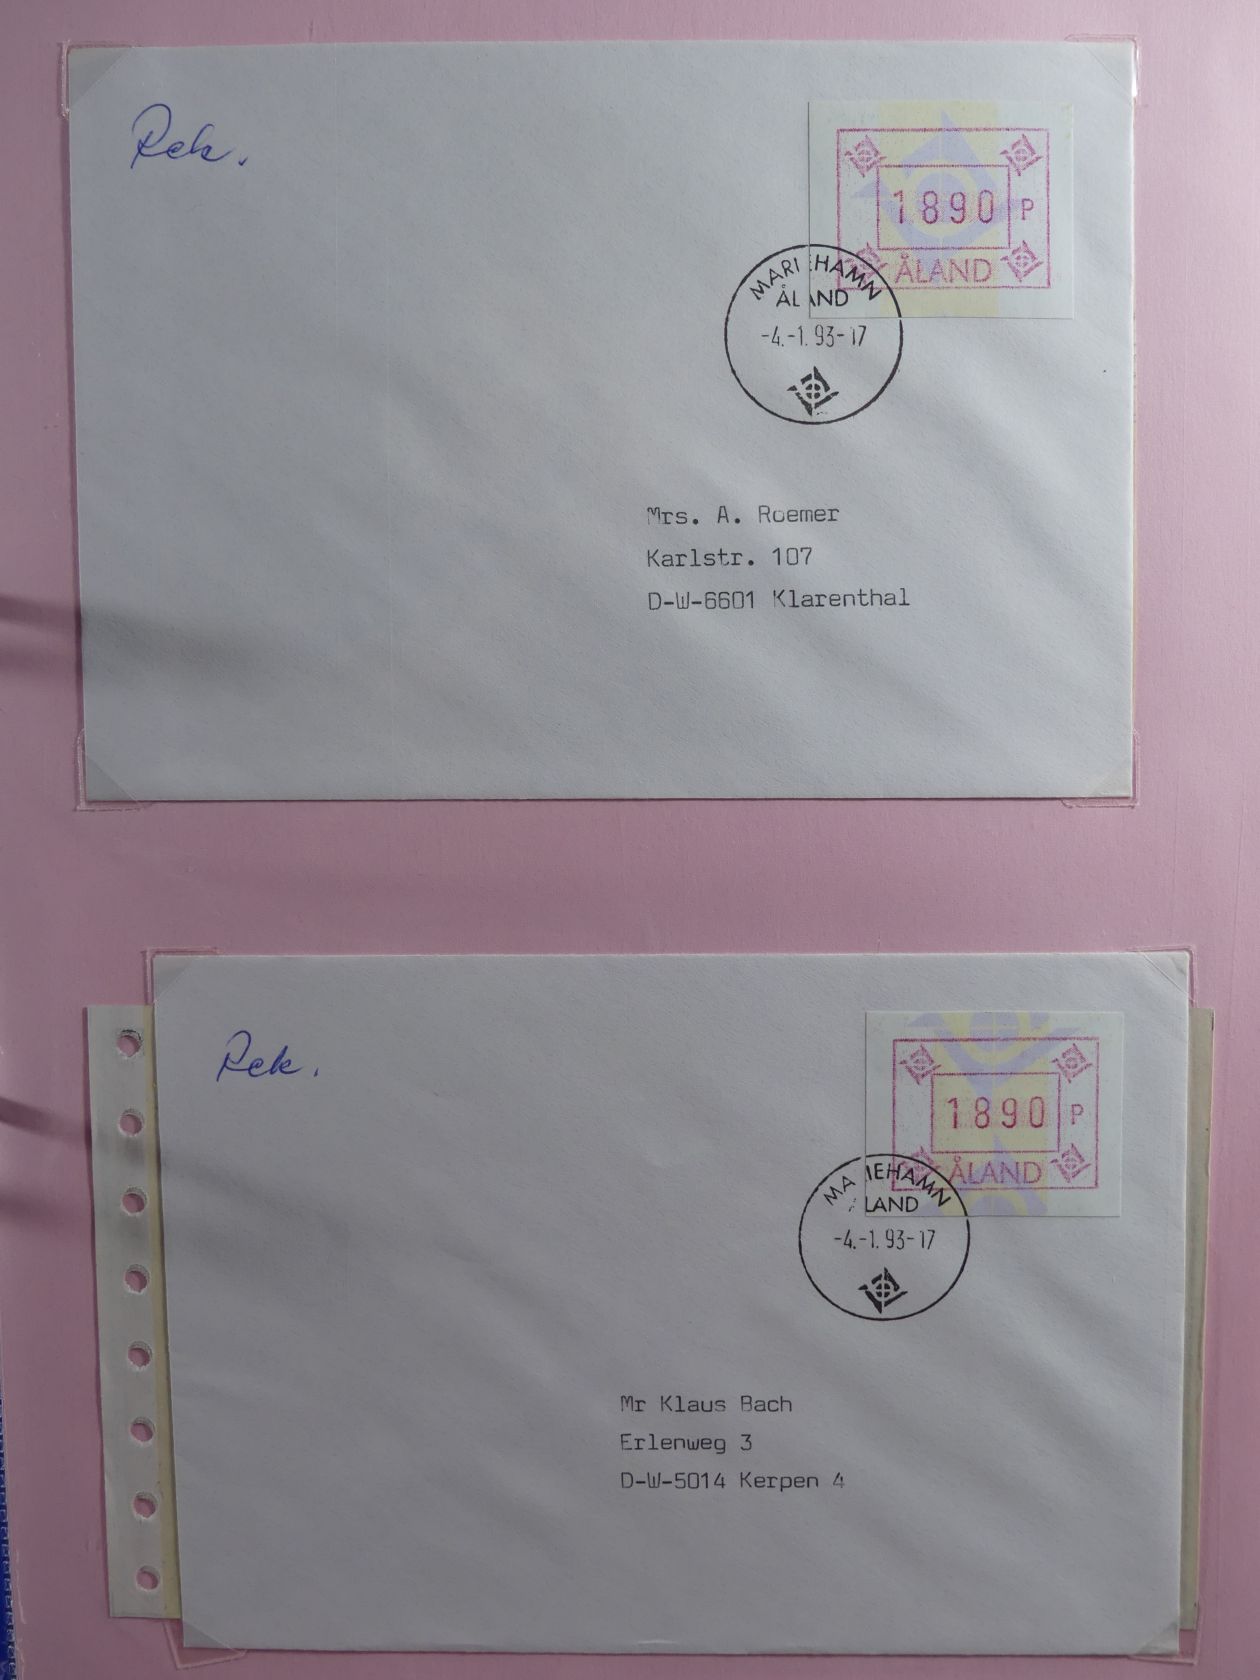 Rek.
1890 P
ÅLAND
MARIEHAMN
ÅLAND
-4.-1.93-17
Mrs. A. Roemer
Karlstr. 107
D-W-6601 Klarenthal
Rek.
1890 P
ÅLAND
MARIEHAMN
ÅLAND
-4.-1.93-17
Mr Klaus Bach
Erlenweg 3
D-W-5014 Kerpen 4